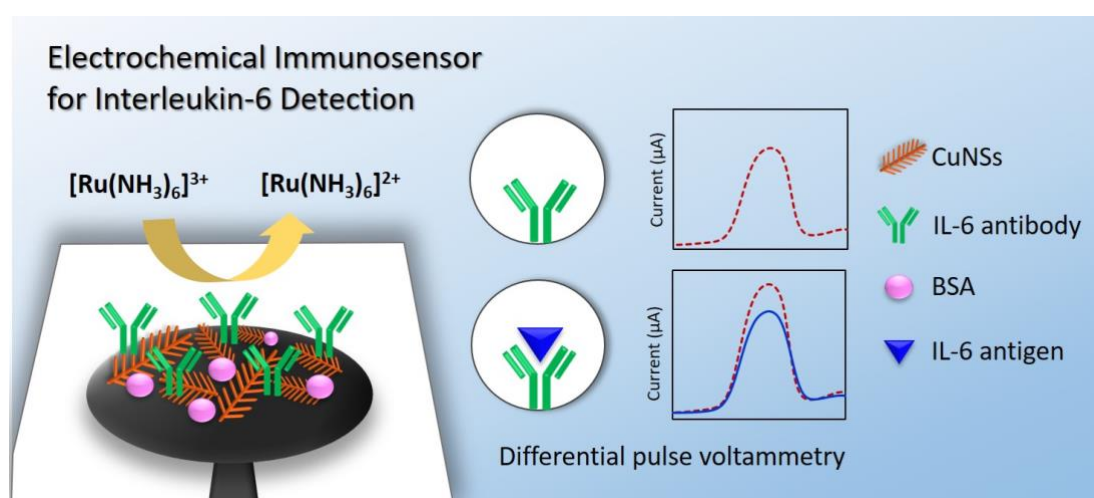 Electrochemical Immunosensor
for Interleukin-6 Detection
[Ru(NH₃)₆]³⁺
[Ru(NH₃)₆]²⁺
Current (µA)
Current (µA)
CuNSs
IL-6 antibody
BSA
IL-6 antigen
Differential pulse voltammetry